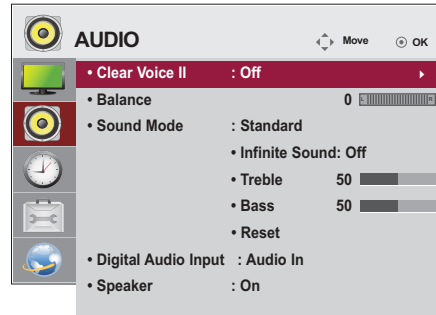 AUDIO Move OK
• Clear Voice II : Off
• Balance 0 L R
• Sound Mode : Standard
• Infinite Sound: Off
• Treble 50
• Bass 50
• Reset
• Digital Audio Input : Audio In
• Speaker : On